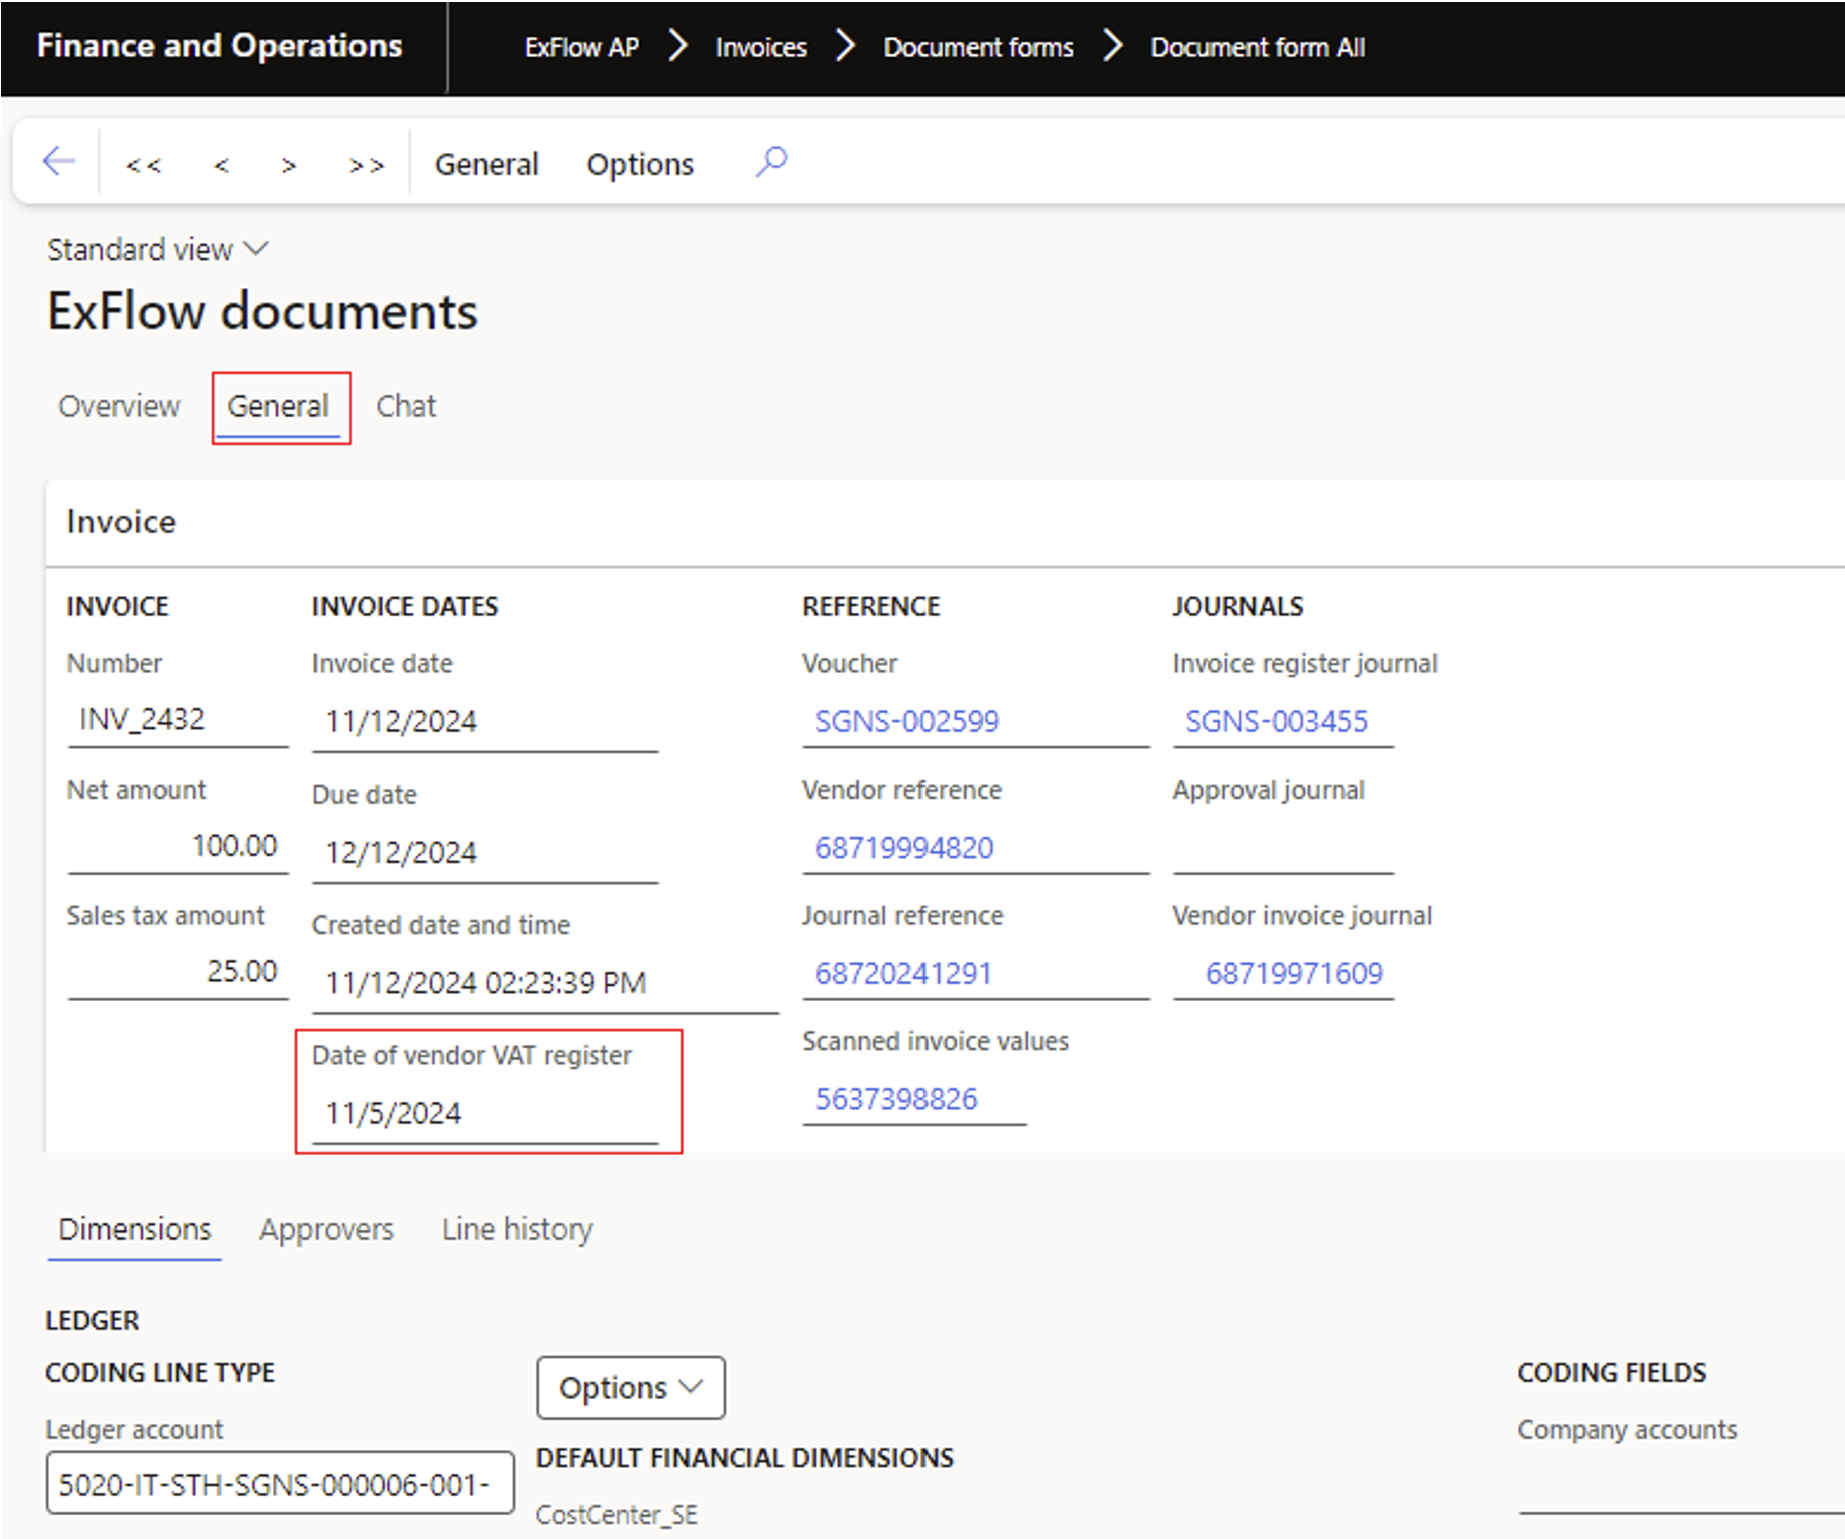 Finance and Operations
ExFlow AP > Invoices > Document forms > Document form All
<< < > >> General Options
Standard view
ExFlow documents
Overview General Chat
Invoice
INVOICE INVOICE DATES REFERENCE JOURNALS
Number Invoice date Voucher Invoice register journal
INV_2432 11/12/2024 SGNS-002599 SGNS-003455
Net amount Due date Vendor reference Approval journal
100.00 12/12/2024 68719994820
Sales tax amount Created date and time Journal reference Vendor invoice journal
25.00 11/12/2024 02:23:39 PM 68720241291 68719971609
Date of vendor VAT register Scanned invoice values
11/5/2024 5637398826
Dimensions Approvers Line history
LEDGER
CODING LINE TYPE Options CODING FIELDS
Ledger account Company accounts
5020-IT-STH-SGNS-000006-001- DEFAULT FINANCIAL DIMENSIONS
CostCenter_SE